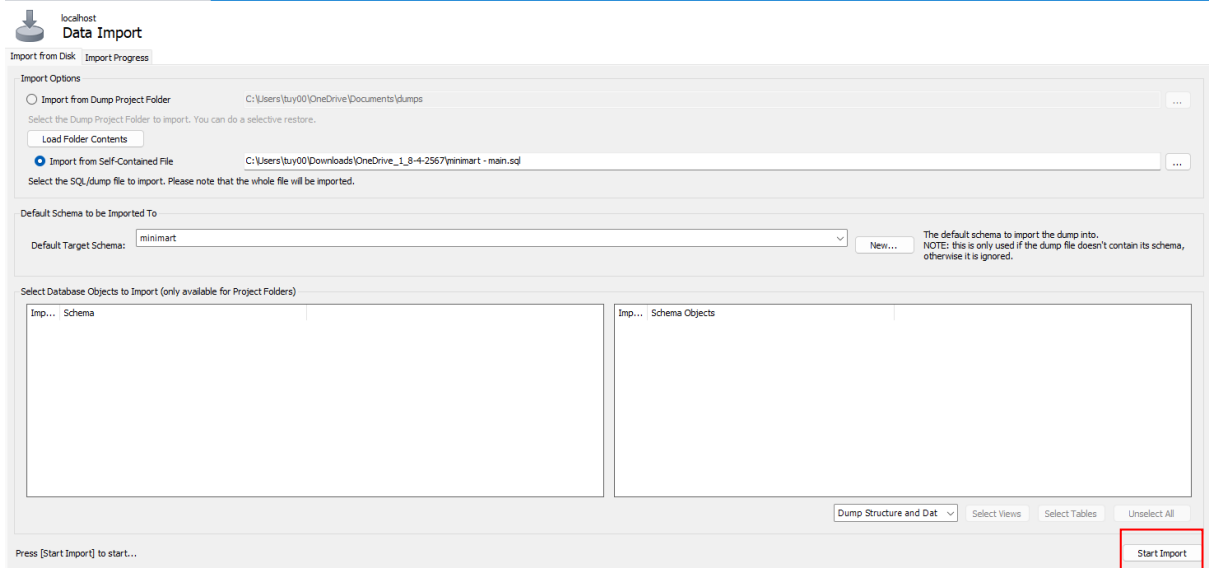 localhost
Data Import
Import from Disk Import Progress
Import Options
Import from Dump Project Folder C:\Users\tuy00\OneDrive\Documents\dumps ...
Select the Dump Project Folder to import. You can do a selective restore.
Load Folder Contents
Import from Self-Contained File C:\Users\tuy00\Downloads\OneDrive_1_8-4-2567\minimart - main.sql ...
Select the SQL/dump file to import. Please note that the whole file will be imported.
Default Schema to be Imported To
Default Target Schema: minimart New...
The default schema to import the dump into.
NOTE: this is only used if the dump file doesn't contain its schema,
otherwise it is ignored.
Select Database Objects to Import (only available for Project Folders)
Imp... Schema Imp... Schema Objects
Dump Structure and Dat Select Views Select Tables Unselect All
Press [Start Import] to start... Start Import